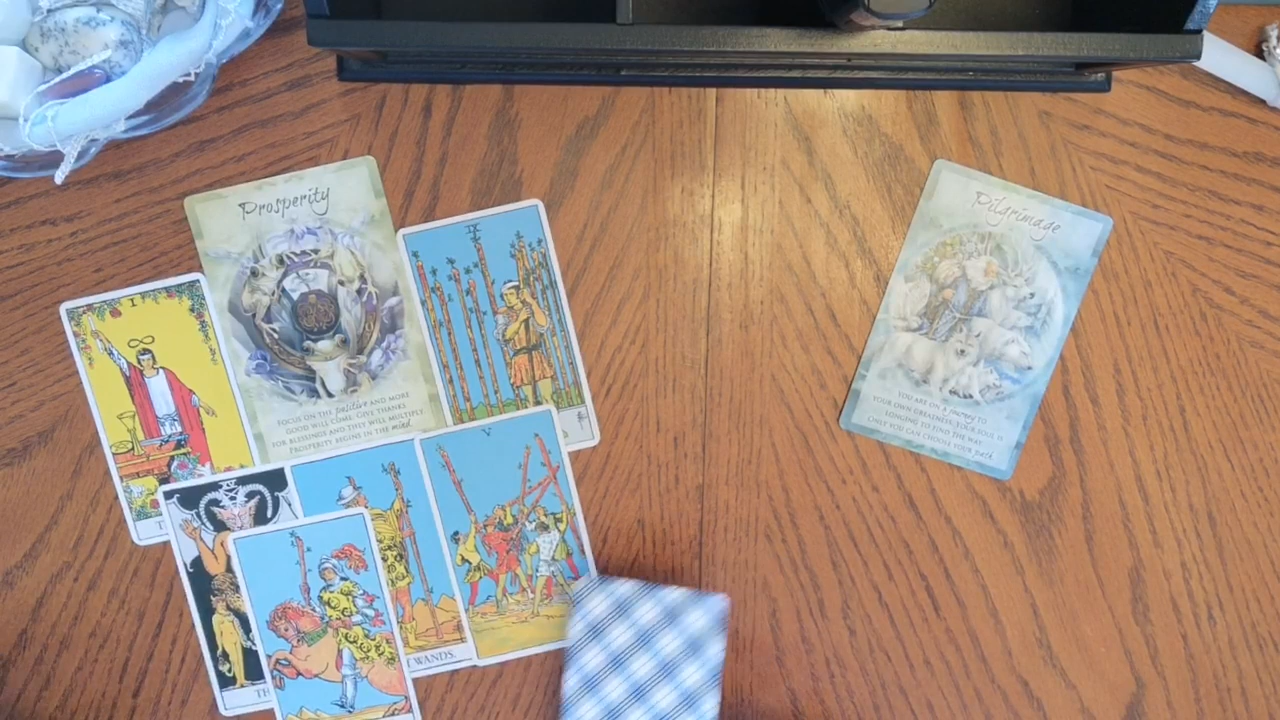 Prosperity
FOCUS ON THE positive AND MORE
GOOD WILL COME. GIVE THANKS
FOR BLESSINGS AND THEY WILL MULTIPLY
PROSPERITY BEGINS IN THE mind.
IX
I
T
V
XV
TH
T WANDS.
Pilgrimage
YOU ARE ON A journey TO
YOUR OWN GREATNESS. YOUR SOUL IS
LONGING TO FIND THE WAY.
ONLY YOU CAN CHOOSE YOUR path.